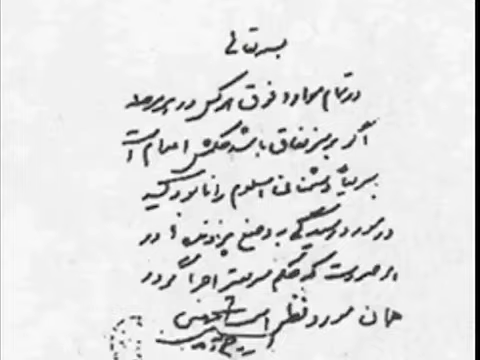 بسمه تعالی
در تمام موارد فوق هر کس در هر مرحله
اگر بر سر نفاق باشد حکمش اعدام است
سریعاً دشمنان اسلام را نابود کنید
در مورد رسیدگی به وضع پرونده‌ها در
هر صورت که حکم سریعتر اجرا گردد
همان مورد نظر است